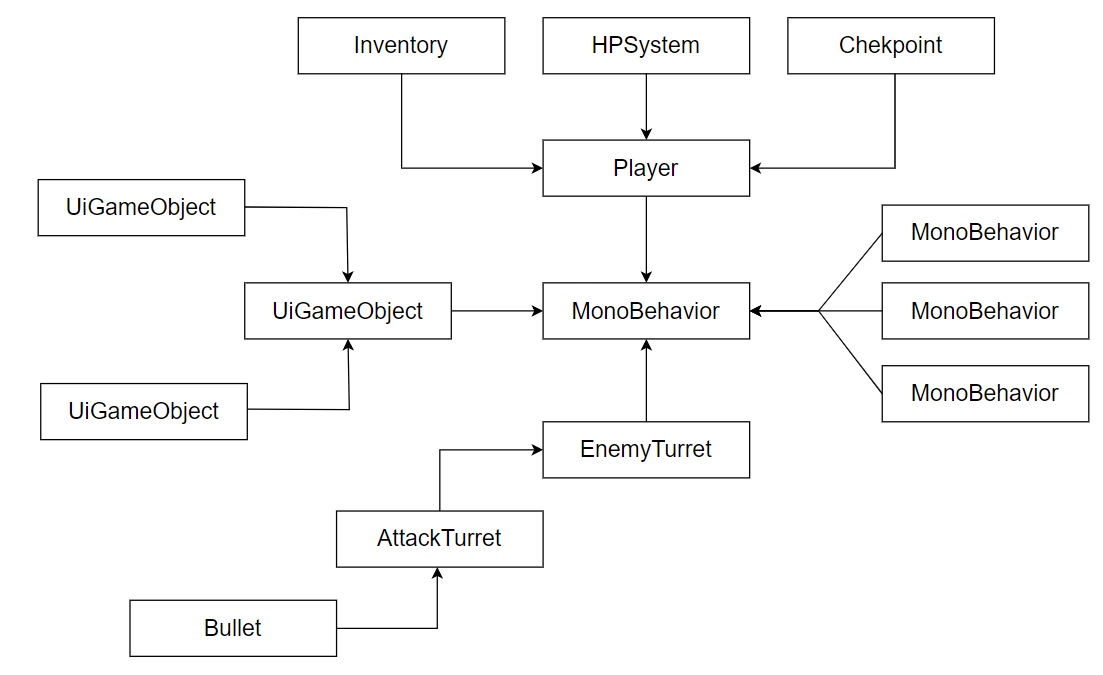 Inventory
HPSystem
Chekpoint
Player
UiGameObject
MonoBehavior
UiGameObject
MonoBehavior
MonoBehavior
MonoBehavior
UiGameObject
EnemyTurret
AttackTurret
Bullet